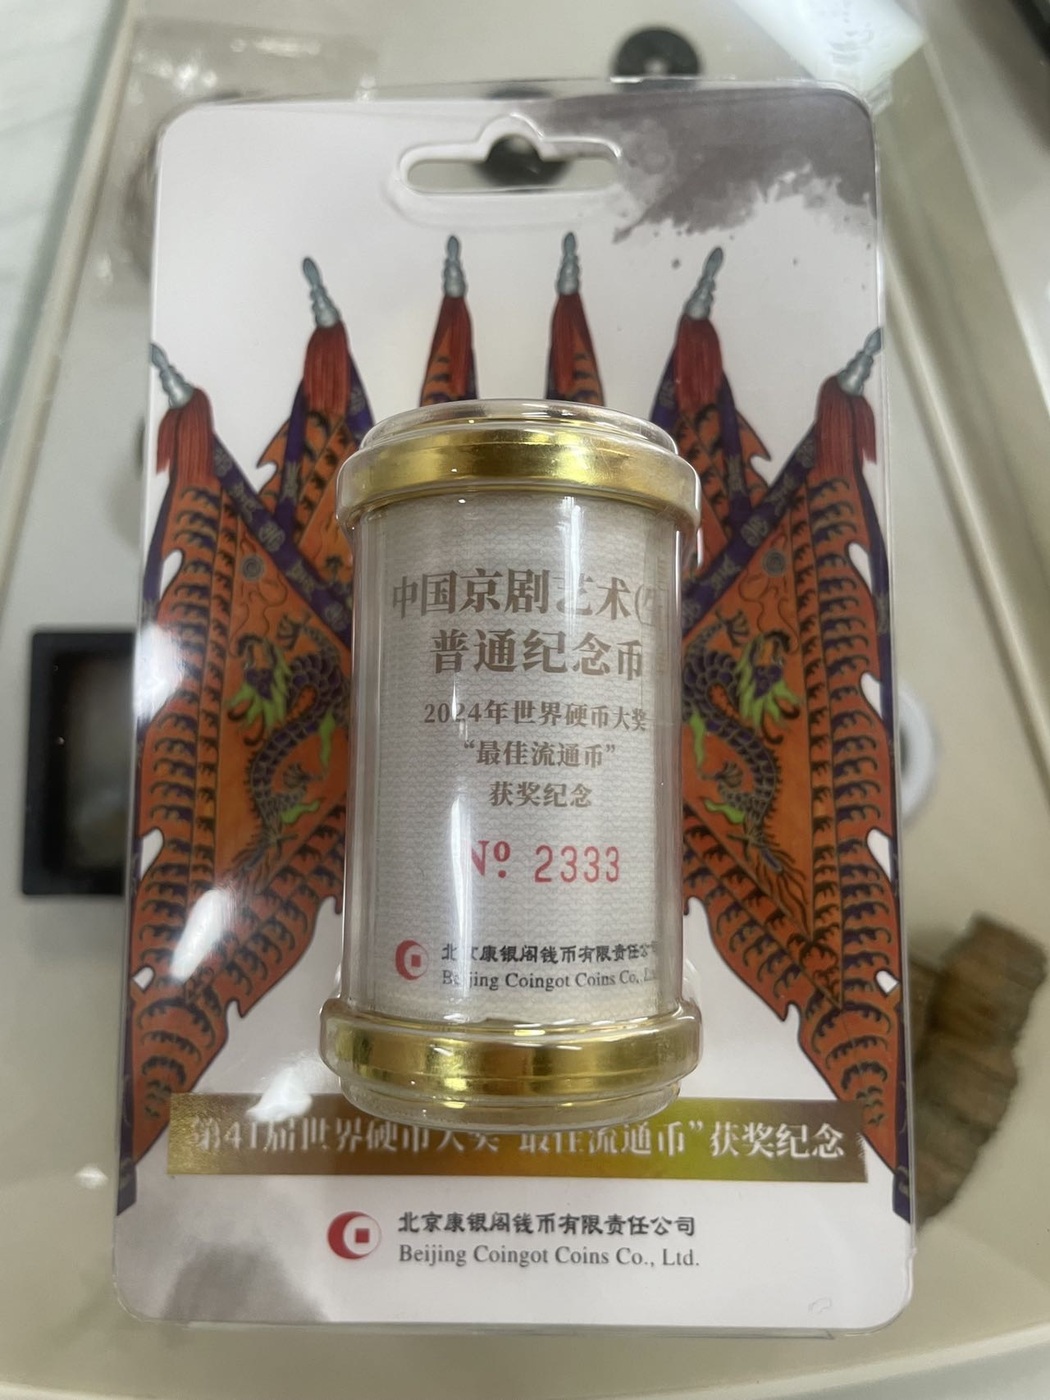 中国京剧艺术(
普通纪念币
2024年世界硬币大奖
“最佳流通币”
获奖纪念
Nº 2333
北京康银阁钱币有限责任公
Beijing Coingot Coins Co., 
第41届世界硬币大奖“最佳流通币”获奖纪念
北京康银阁钱币有限责任公司
Beijing Coingot Coins Co., Ltd.